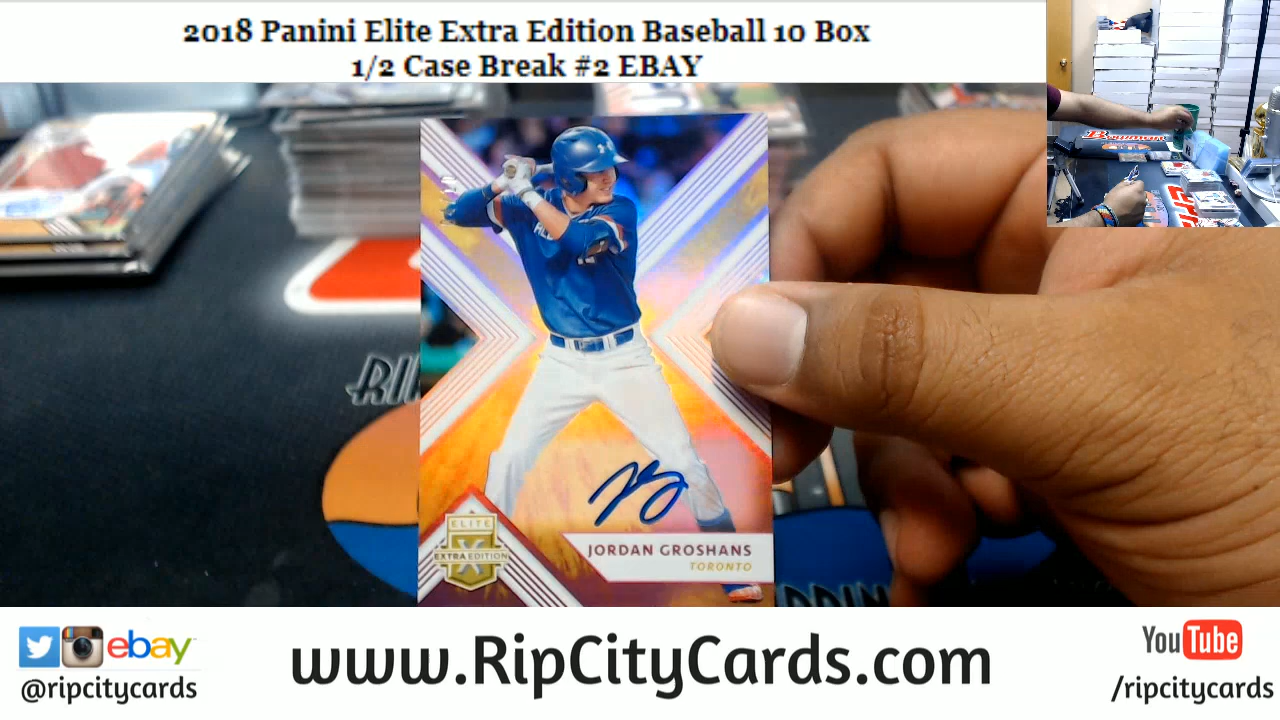 2018 Panini Elite Extra Edition Baseball 10 Box
1/2 Case Break #2 EBAY
Bowman
ELITE
EXTRA EDITION
X
JORDAN GROSHANS
TORONTO
ebay
@ripcitycards
www.RipCityCards.com
YouTube
/ripcitycards